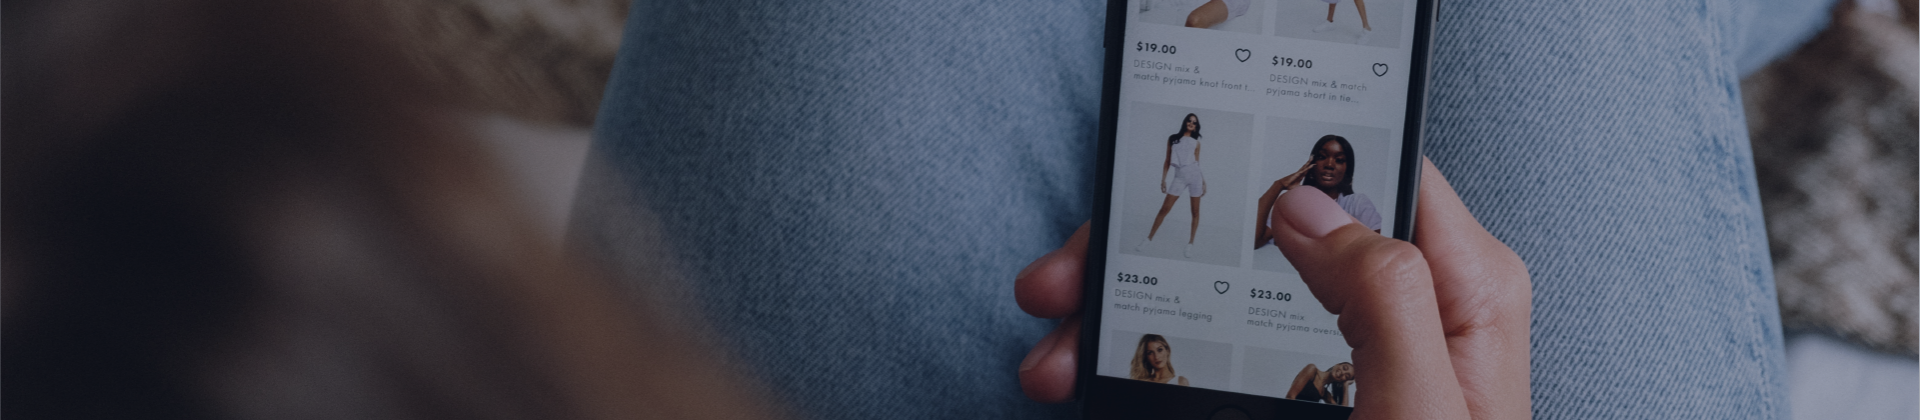 $19.00
DESIGN mix &
match pyjama knot front t...
$19.00
DESIGN mix & match
pyjama short in tie...
$23.00
DESIGN mix &
match pyjama legging
$23.00
DESIGN mix
match pyjama overs